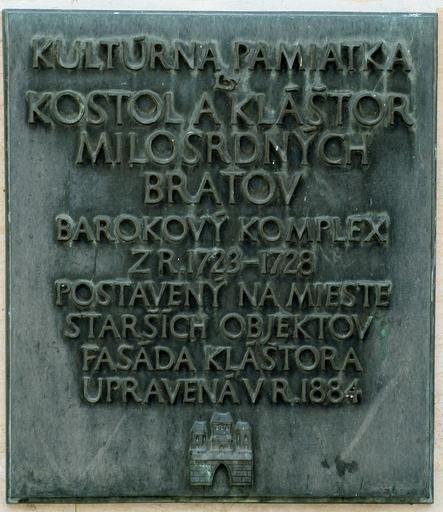 KULTÚRNA PAMIATKA
KOSTOL A KLÁŠTOR
MILOSRDNÝCH
BRATOV
BAROKOVÝ KOMPLEX
Z R. 1723-1728
POSTAVENÝ NA MIESTE
STARŠÍCH OBJEKTOV
FASÁDA KLÁŠTORA
UPRAVENÁ V R. 1884